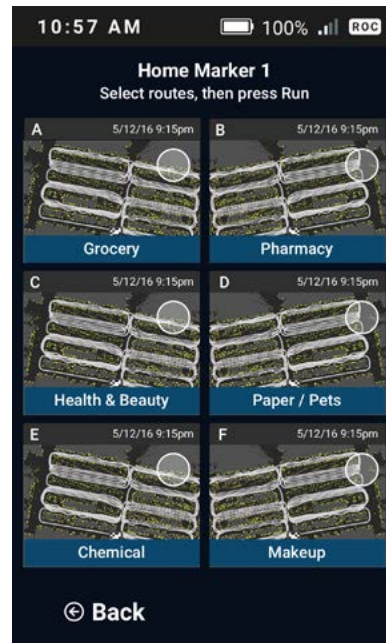 10:57 AM 100% ROC
Home Marker 1
Select routes, then press Run
A 5/12/16 9:15pm
Grocery
B 5/12/16 9:15pm
Pharmacy
C 5/12/16 9:15pm
Health & Beauty
D 5/12/16 9:15pm
Paper / Pets
E 5/12/16 9:15pm
Chemical
F 5/12/16 9:15pm
Makeup
Back